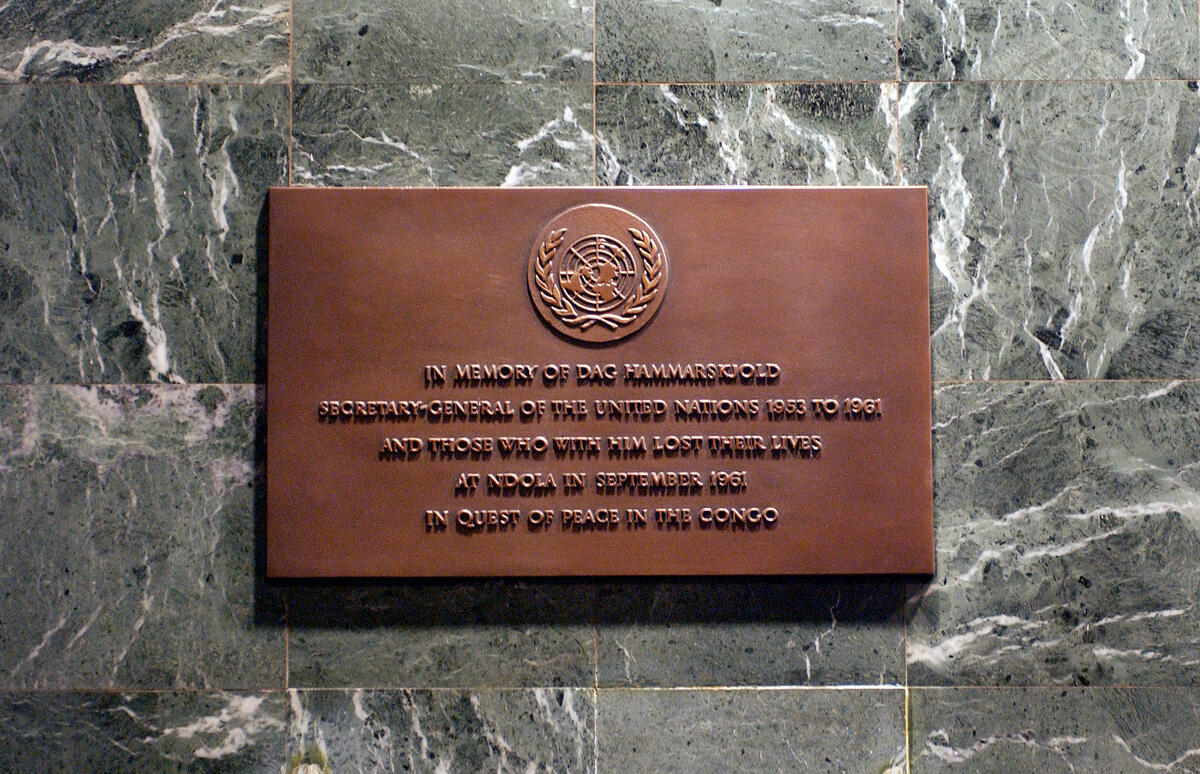 IN MEMORY OF DAG HAMMARSKJOLD
SECRETARY-GENERAL OF THE UNITED NATIONS 1953 TO 1961
AND THOSE WHO WITH HIM LOST THEIR LIVES
AT NDOLA IN SEPTEMBER 1961
IN QUEST OF PEACE IN THE CONGO